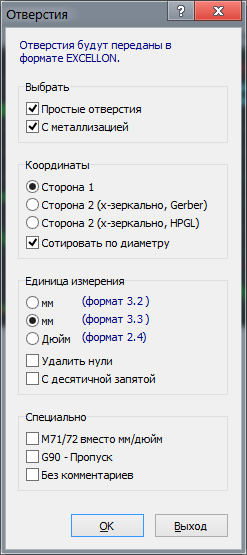 Отверстия
Отверстия будут переданы в
формате EXCELLON.
Выбрать
Простые отверстия
С металлизацией
Координаты
Сторона 1
Сторона 2 (x-зеркально, Gerber)
Сторона 2 (x-зеркально, HPGL)
Сотировать по диаметру
Единица измерения
мм (формат 3.2 )
мм (формат 3.3 )
Дюйм (формат 2.4)
Удалить нули
С десятичной запятой
Специально
M71/72 вместо мм/дюйм
G90 - Пропуск
Без комментариев
OK Выход